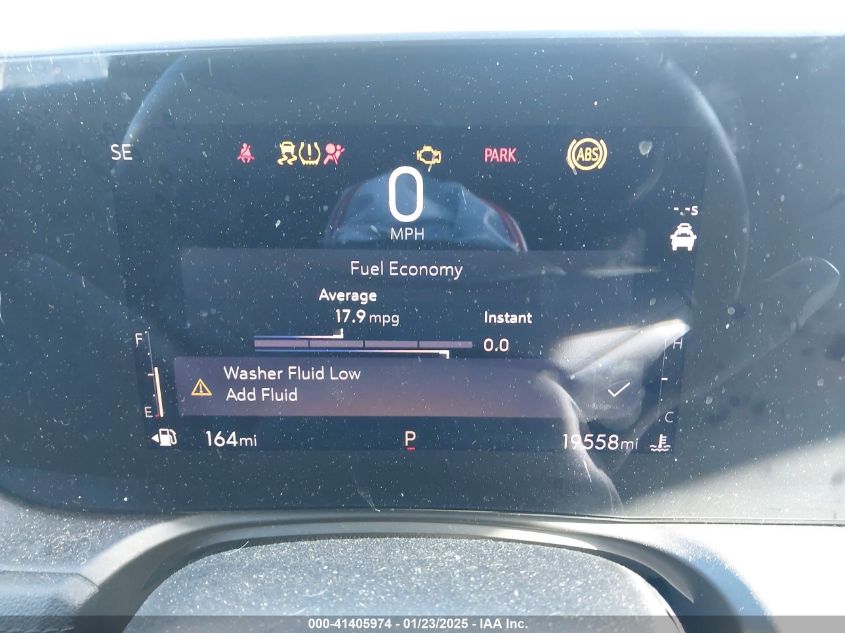 SE
PARK
ABS
0
MPH
-.-s
Fuel Economy
Average
17.9 mpg
Instant
0.0
F
H
Washer Fluid Low
Add Fluid
E
C
164mi
P
19558mi
000-41405974 - 01/23/2025 - IAA Inc.